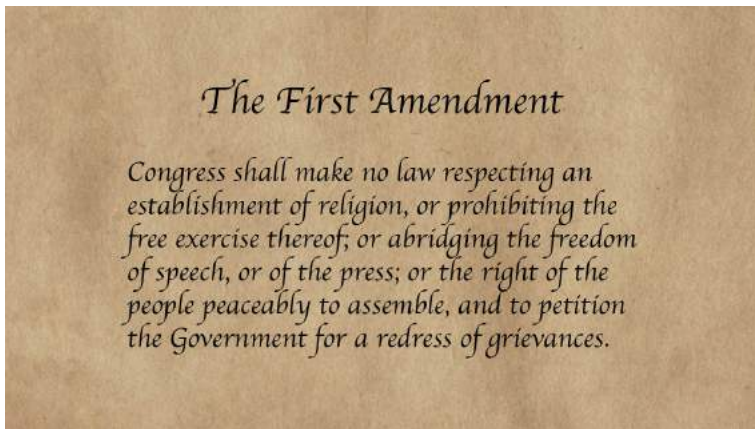 The First Amendment
Congress shall make no law respecting an
establishment of religion, or prohibiting the
free exercise thereof; or abridging the freedom
of speech, or of the press; or the right of the
people peaceably to assemble, and to petition
the Government for a redress of grievances.